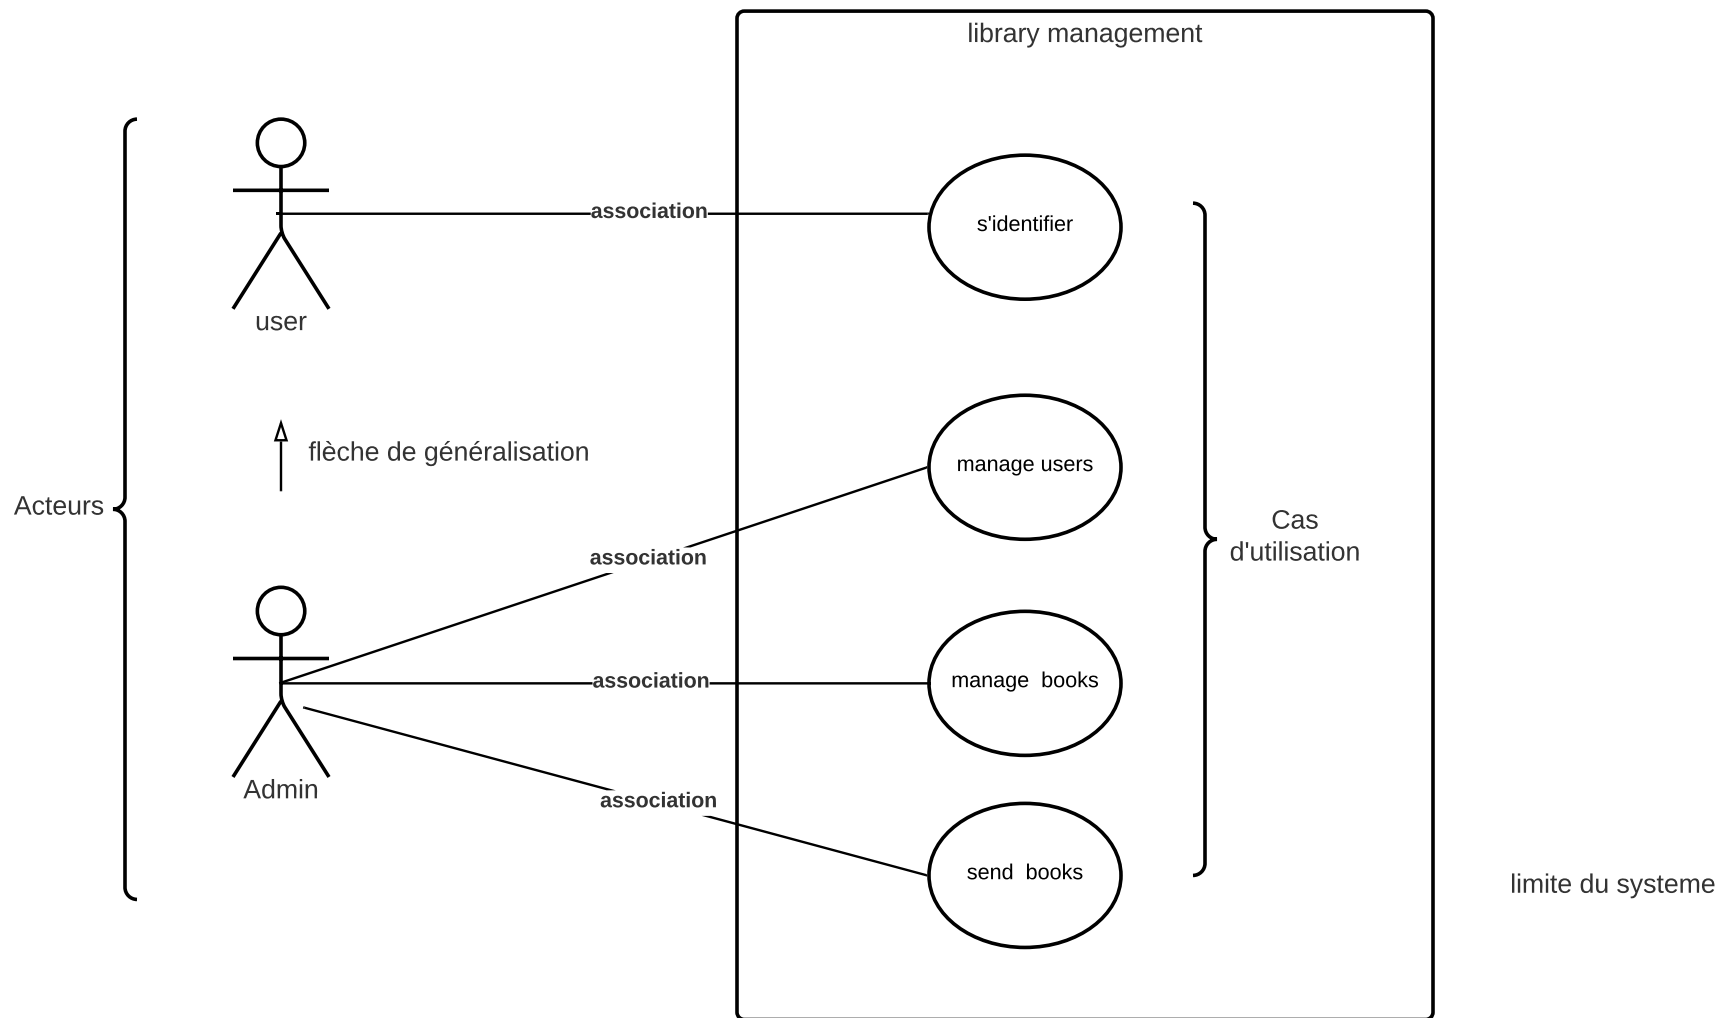 library management
association
s'identifier
user
flèche de généralisation
manage users
Acteurs
Cas
d'utilisation
association
association
manage  books
Admin
association
send  books
limite du systeme